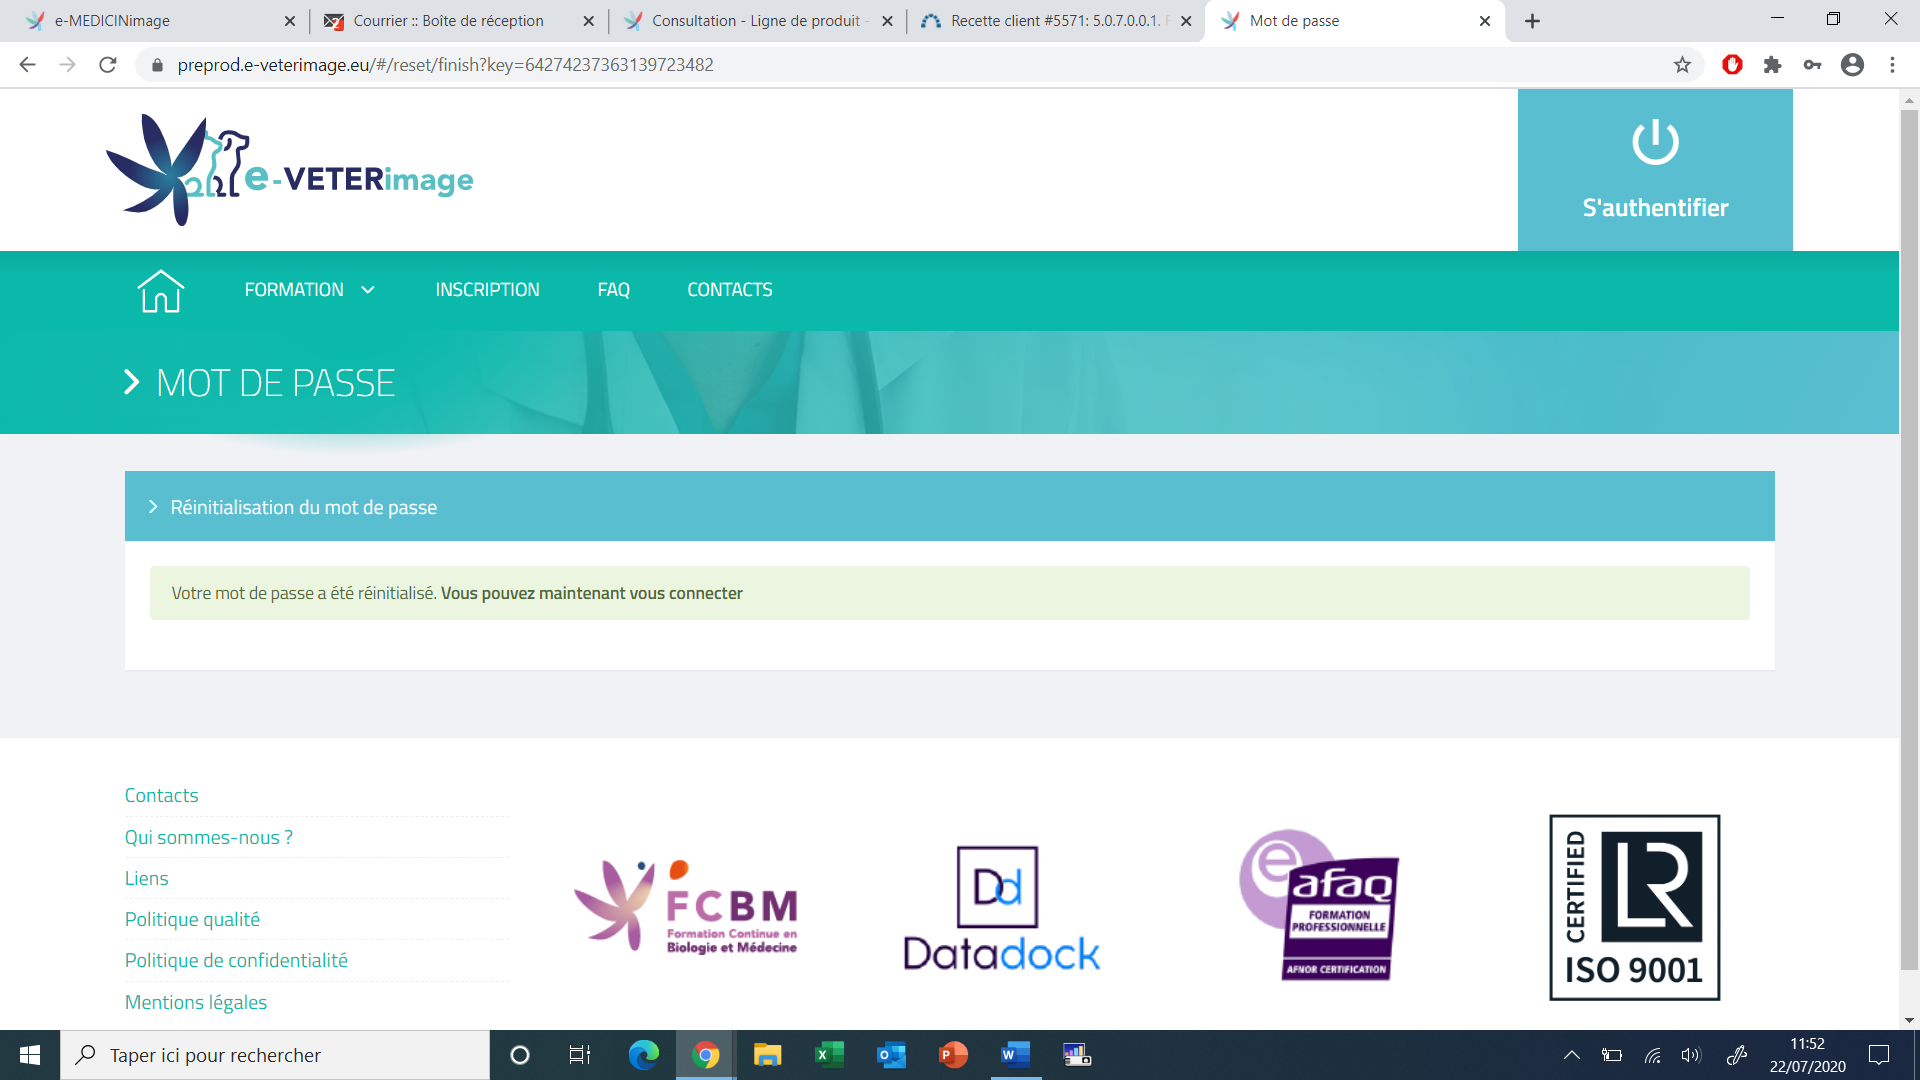 e-MEDICINimage
Courrier :: Boîte de réception
Consultation - Ligne de produit -
Recette client #5571: 5.0.7.0.0.1.
Mot de passe
preprod.e-veterimage.eu/#/reset/finish?key=64274237363139723482
e-VETERimage
S'authentifier
FORMATION
INSCRIPTION
FAQ
CONTACTS
MOT DE PASSE
Réinitialisation du mot de passe
Votre mot de passe a été réinitialisé. Vous pouvez maintenant vous connecter
Contacts
Qui sommes-nous ?
Liens
Politique qualité
Politique de confidentialité
Mentions légales
FCBM
Formation Continue en
Biologie et Médecine
Dd
Datadock
e
afaq
FORMATION
PROFESSIONNELLE
AFNOR CERTIFICATION
CERTIFIED
LR
ISO 9001
Taper ici pour rechercher
11:52
22/07/2020